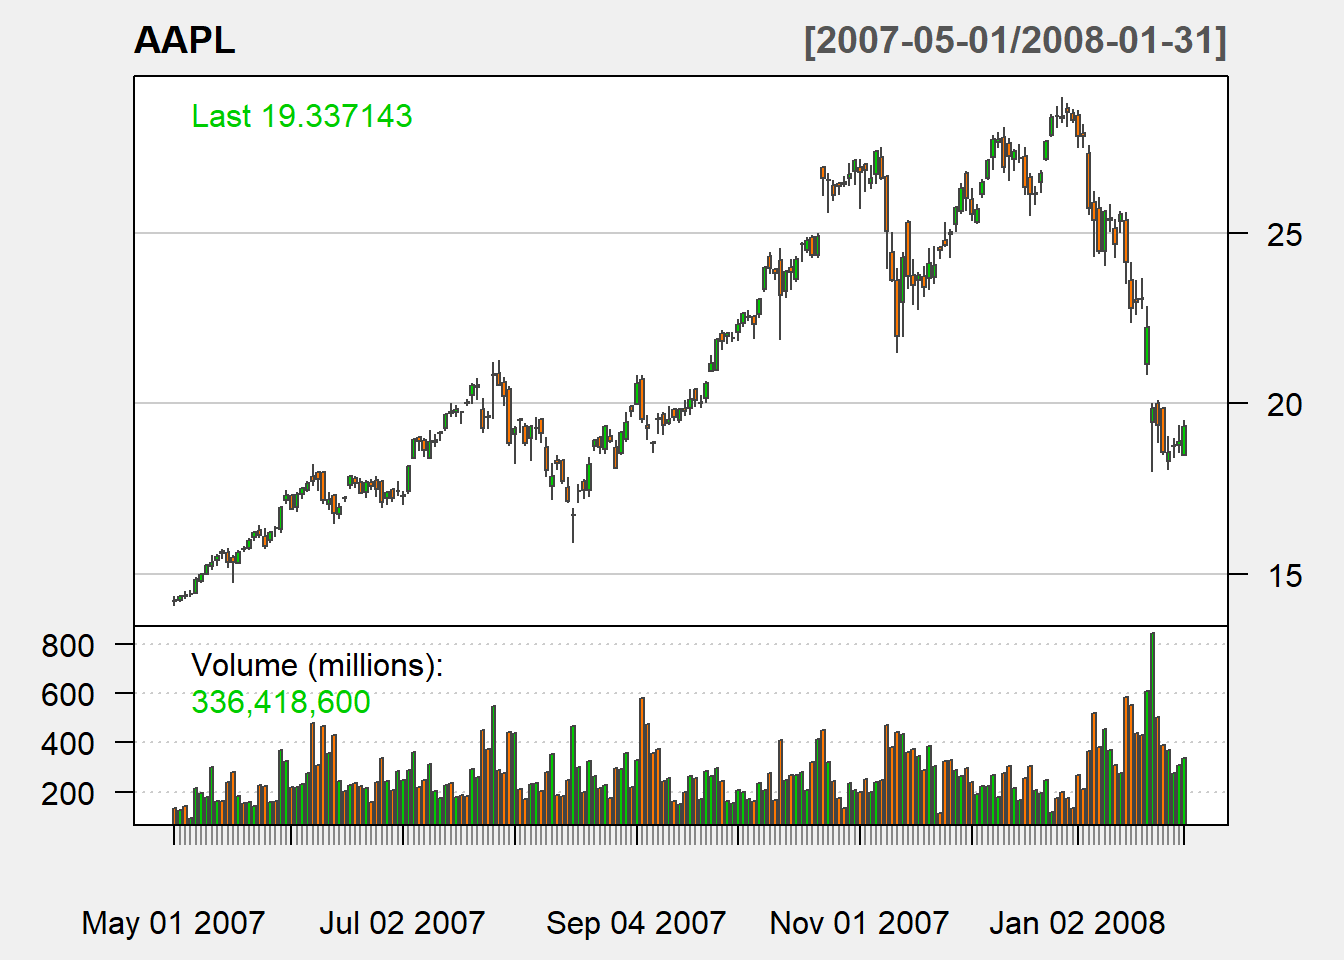 AAPL
[2007-05-01/2008-01-31]
Last 19.337143
25
20
15
800
600
400
200
Volume (millions):
336,418,600
May 01 2007
Jul 02 2007
Sep 04 2007
Nov 01 2007
Jan 02 2008